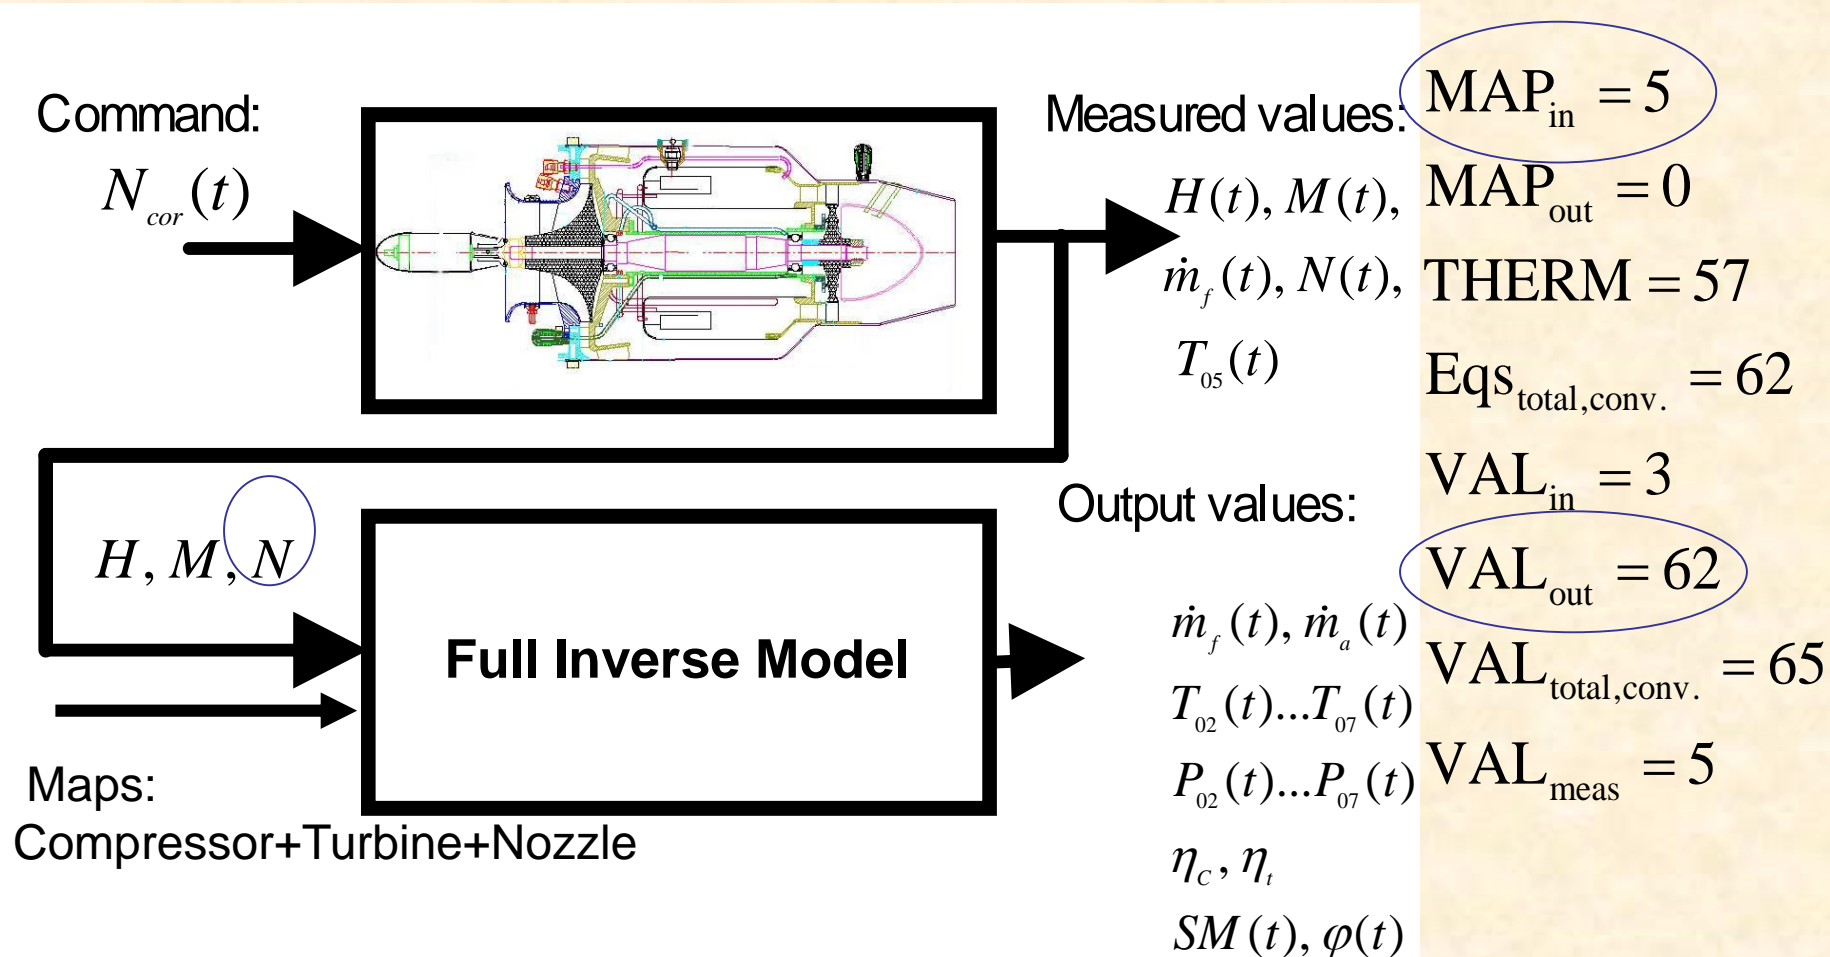 Command:
N_cor(t)
Measured values:
H(t), M(t),
ṁ_f(t), N(t),
T_05(t)
H, M, N
Full Inverse Model
Maps:
Compressor+Turbine+Nozzle
Output values:
ṁ_f(t), ṁ_a(t)
T_02(t)...T_07(t)
P_02(t)...P_07(t)
η_C, η_t
SM(t), φ(t)
MAP_in = 5
MAP_out = 0
THERM = 57
Eqs_total,conv. = 62
VAL_in = 3
VAL_out = 62
VAL_total,conv. = 65
VAL_meas = 5